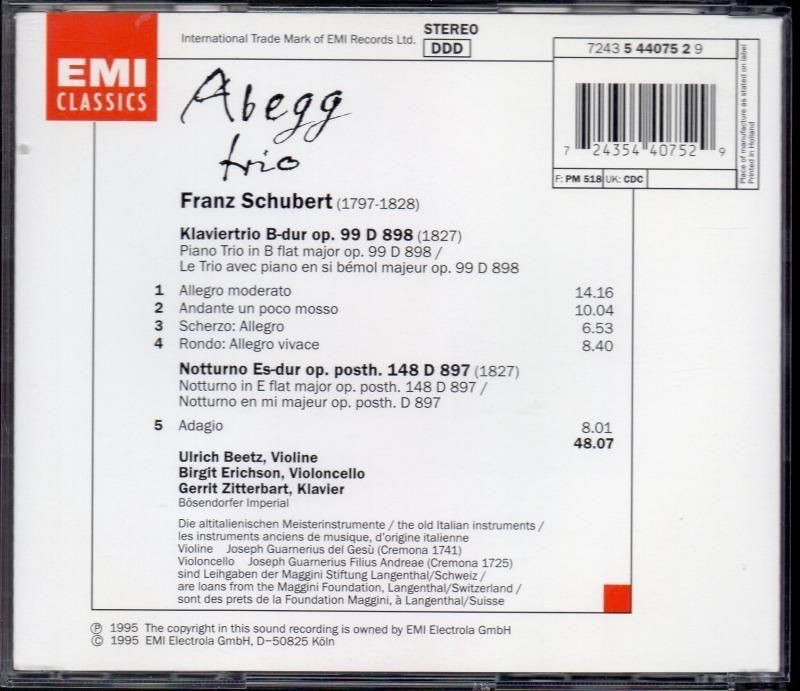 EMI
CLASSICS
International Trade Mark of EMI Records Ltd.
STEREO
DDD
7243 5 44075 2 9
7 24354 40752 9
F: PM 518 UK: CDC
Place of manufacture as stated on label
Printed in Holland
Abegg
trio
Franz Schubert (1797-1828)
Klaviertrio B-dur op. 99 D 898 (1827)
Piano Trio in B flat major op. 99 D 898 /
Le Trio avec piano en si bémol majeur op. 99 D 898
1 Allegro moderato 14.16
2 Andante un poco mosso 10.04
3 Scherzo: Allegro 6.53
4 Rondo: Allegro vivace 8.40
Notturno Es-dur op. posth. 148 D 897 (1827)
Notturno in E flat major op. posth. 148 D 897 /
Notturno en mi majeur op. posth. D 897
5 Adagio 8.01
48.07
Ulrich Beetz, Violine
Birgit Erichson, Violoncello
Gerrit Zitterbart, Klavier
Bösendorfer Imperial
Die altitalienischen Meisterinstrumente / the old Italian instruments /
les instruments anciens de musique, d'origine italienne
Violine Joseph Guarnerius del Gesù (Cremona 1741)
Violoncello Joseph Guarnerius Filius Andreae (Cremona 1725)
sind Leihgaben der Maggini Stiftung Langenthal/Schweiz /
are loans from the Maggini Foundation, Langenthal/Switzerland /
sont des prets de la Foundation Maggini, à Langenthal/Suisse
℗ 1995 The copyright in this sound recording is owned by EMI Electrola GmbH
© 1995 EMI Electrola GmbH, D–50825 Köln